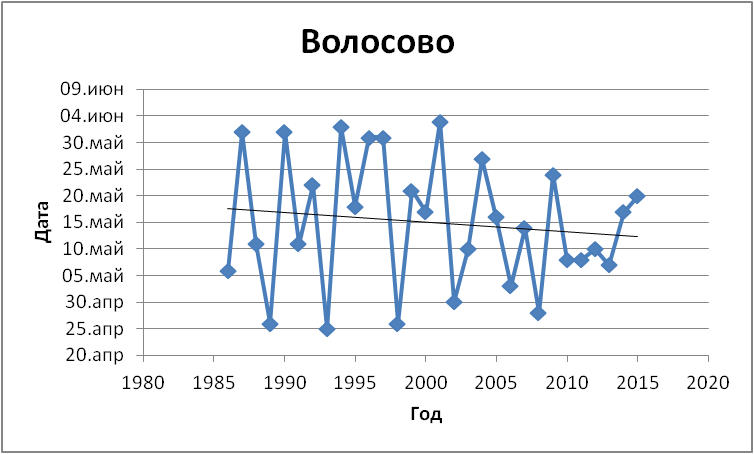 Волосово
Дата
09.июн
04.июн
30.май
25.май
20.май
15.май
10.май
05.май
30.апр
25.апр
20.апр
1980 1985 1990 1995 2000 2005 2010 2015 2020
Год